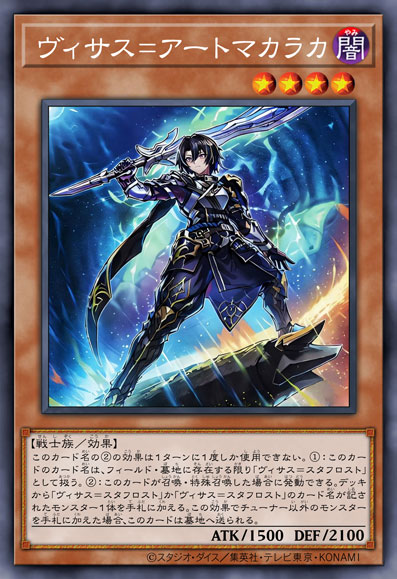 ヴィサス＝アートマカラカ
やみ
闇
【戦士族／効果】
このカード名の②の効果は1ターンに1度しか使用できない。①：このカー
ドのカード名は、フィールド・墓地に存在する限り「ヴィサス＝スタフロスト」と
して扱う。②：このカードが召喚・特殊召喚した場合に発動できる。デッキ
から「ヴィサス＝スタフロスト」か「ヴィサス＝スタフロスト」のカード名が記され
たモンスター1体を手札に加える。この効果でチューナー以外のモンスター
を手札に加えた場合、このカードは墓地へ送られる。
ATK/1500 DEF/2100
©スタジオ・ダイス／集英社・テレビ東京・KONAMI